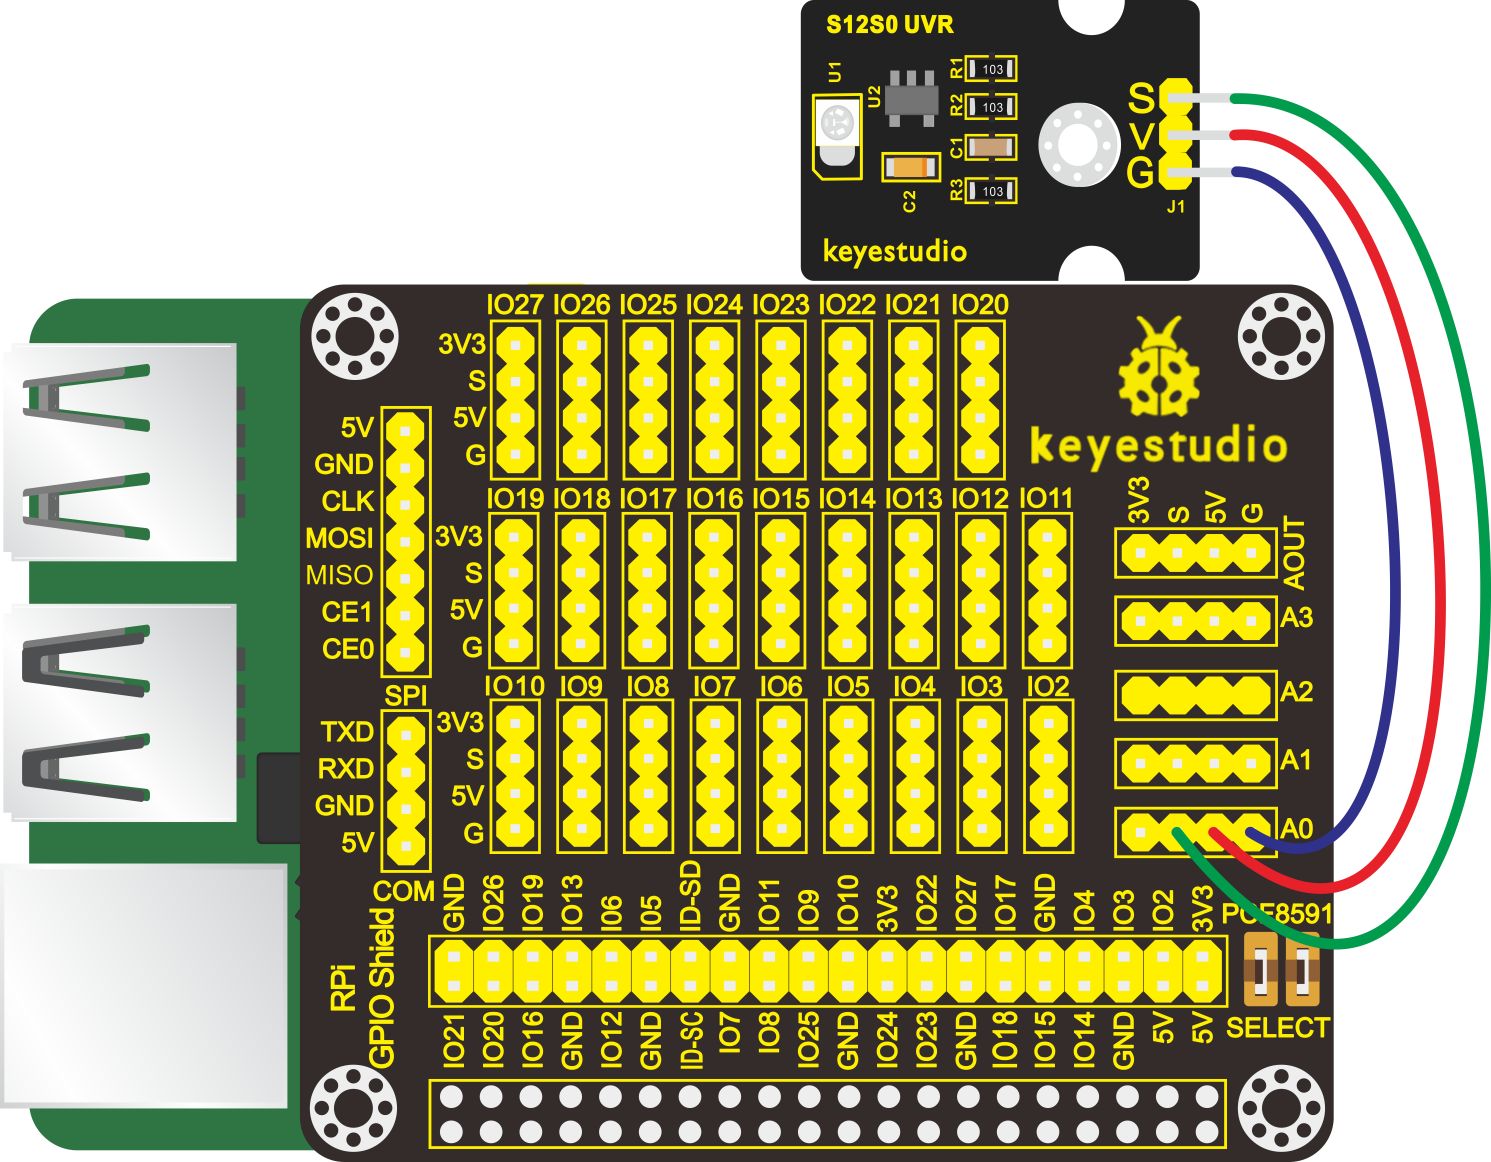 S12S0 UVR
U1
U2
R1
103
R2
103
C1
R3
103
C2
S
V
G
J1
keyestudio
IO27 IO26 IO25 IO24 IO23 IO22 IO21 IO20
3V3
S
5V
G
keyestudio
5V
GND
CLK
MOSI
MISO
CE1
CE0
SPI
IO19 IO18 IO17 IO16 IO15 IO14 IO13 IO12 IO11
3V3
S
5V
G
3V3 S 5V G
AOUT
A3
A2
A1
A0
IO10 IO9 IO8 IO7 IO6 IO5 IO4 IO3 IO2
3V3
S
5V
G
TXD
RXD
GND
5V
COM
RPi
GPIO Shield
GND IO26 IO19 IO13 I06 I05 ID-SD GND IO11 IO9 IO10 3V3 IO22 IO27 IO17 GND IO4 IO3 IO2 3V3
PCF8591
SELECT
IO21 IO20 IO16 GND IO12 GND ID-SC IO7 IO8 IO25 GND IO24 IO23 GND IO18 IO15 IO14 GND 5V 5V